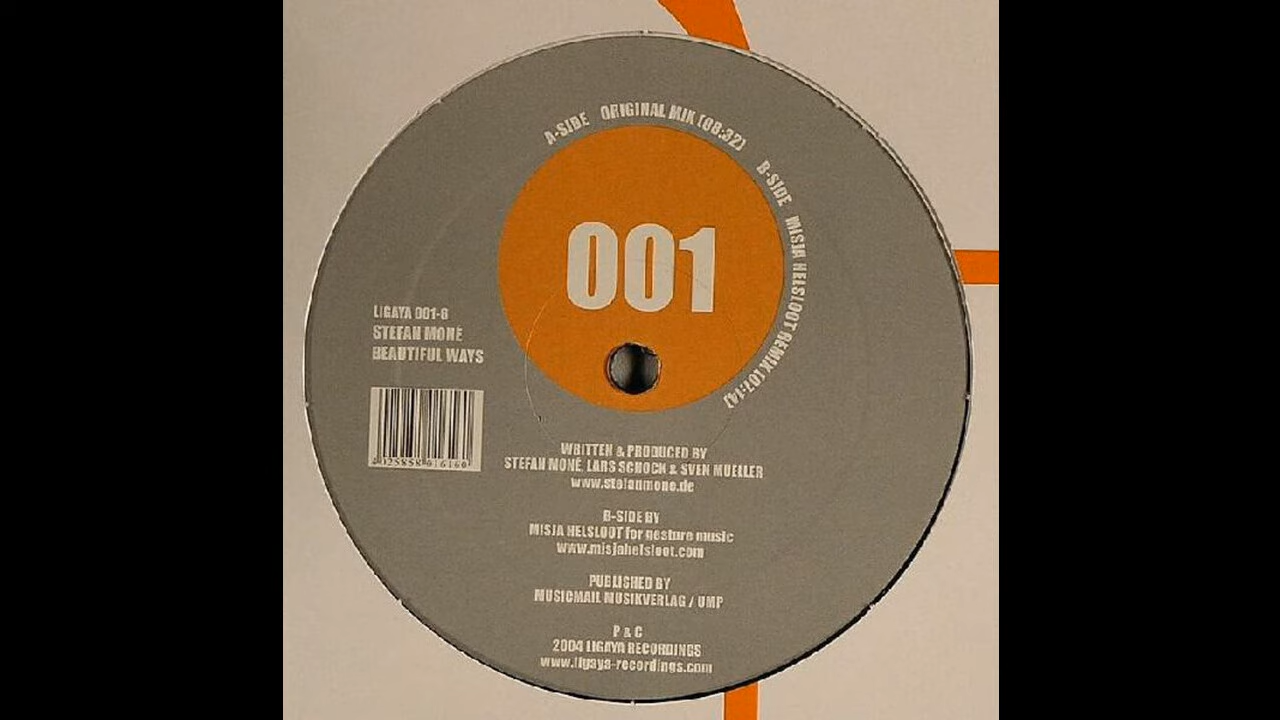 A-SIDE ORIGINAL MIX [08:32]
B-SIDE MISJA HELSLOOT REMIX [07:14]
001
LIGAYA 001-6
STEFAN MONÉ
BEAUTIFUL WAYS
WRITTEN & PRODUCED BY
STEFAN MONÉ, LARS SCHOCH & SVEN MUELLER
www.stefanmone.de
B-SIDE BY
MISJA HELSLOOT for gesture music
www.misjahelsloot.com
PUBLISHED BY
MUSICMAIL MUSIKVERLAG / UMP
P & C
2004 LIGAYA RECORDINGS
www.ligaya-recordings.com